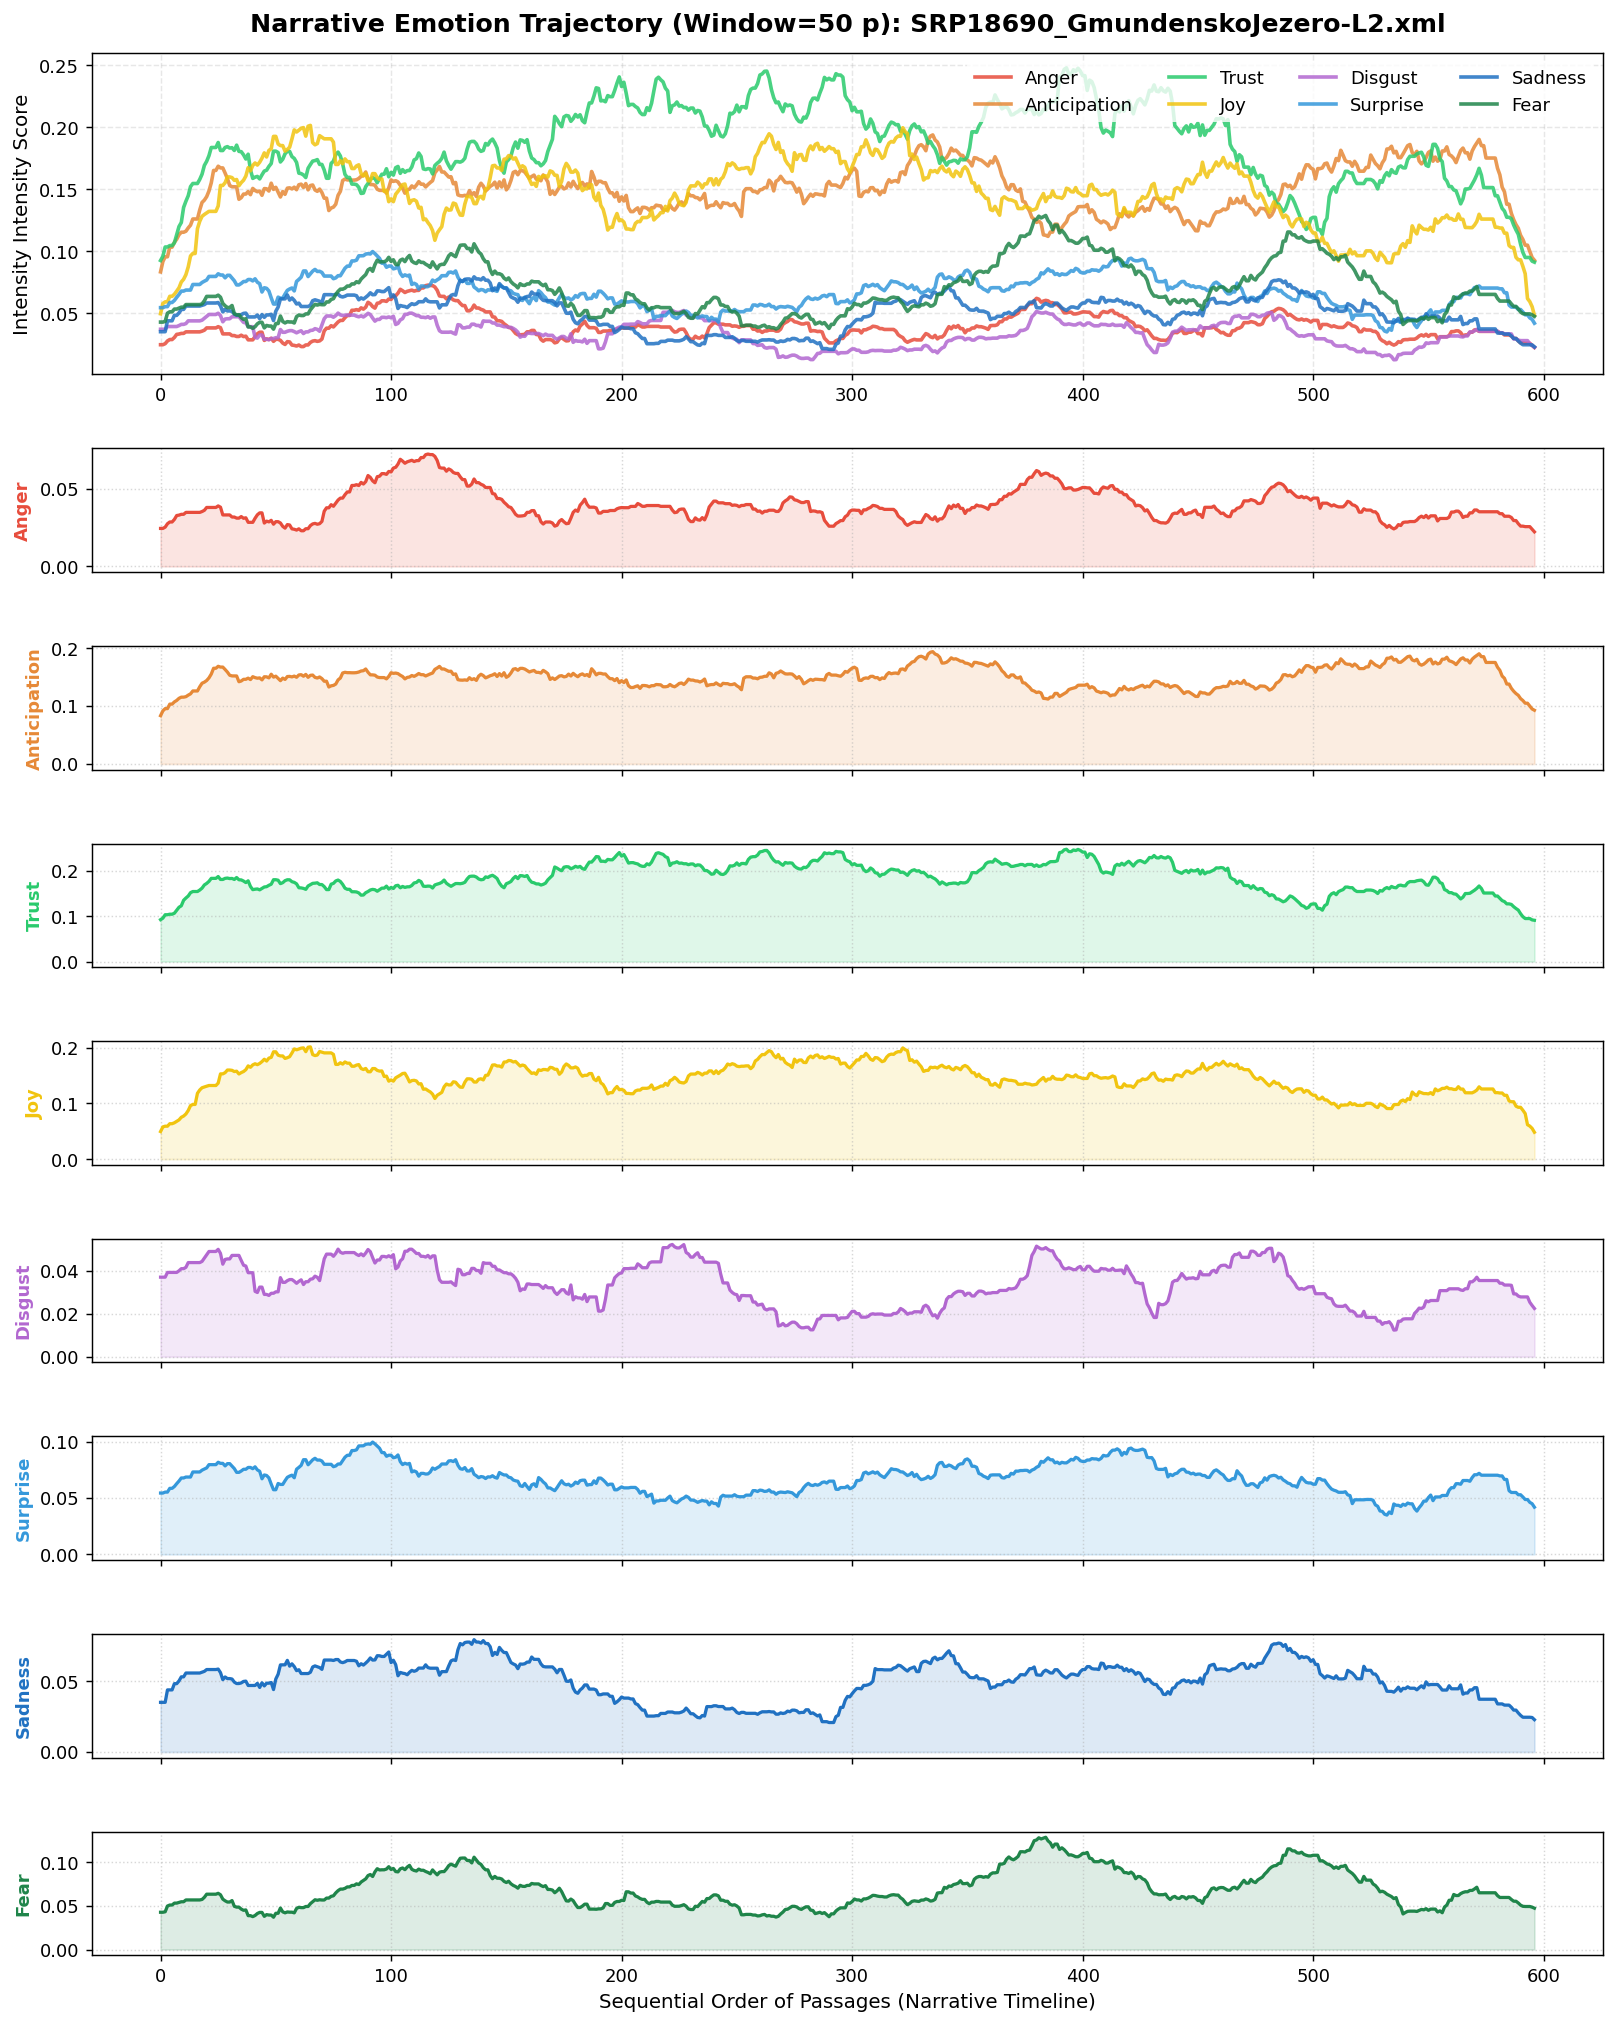 Narrative Emotion Trajectory (Window=50 p): SRP18690_GmundenskoJezero-L2.xml
Intensity Intensity Score
0.25
0.20
0.15
0.10
0.05
Anger Trust Disgust Sadness
Anticipation Joy Surprise Fear
0 100 200 300 400 500 600
Anger
0.05
0.00
Anticipation
0.2
0.1
0.0
Trust
0.2
0.1
0.0
Joy
0.2
0.1
0.0
Disgust
0.04
0.02
0.00
Surprise
0.10
0.05
0.00
Sadness
0.05
0.00
Fear
0.10
0.05
0.00
0 100 200 300 400 500 600
Sequential Order of Passages (Narrative Timeline)